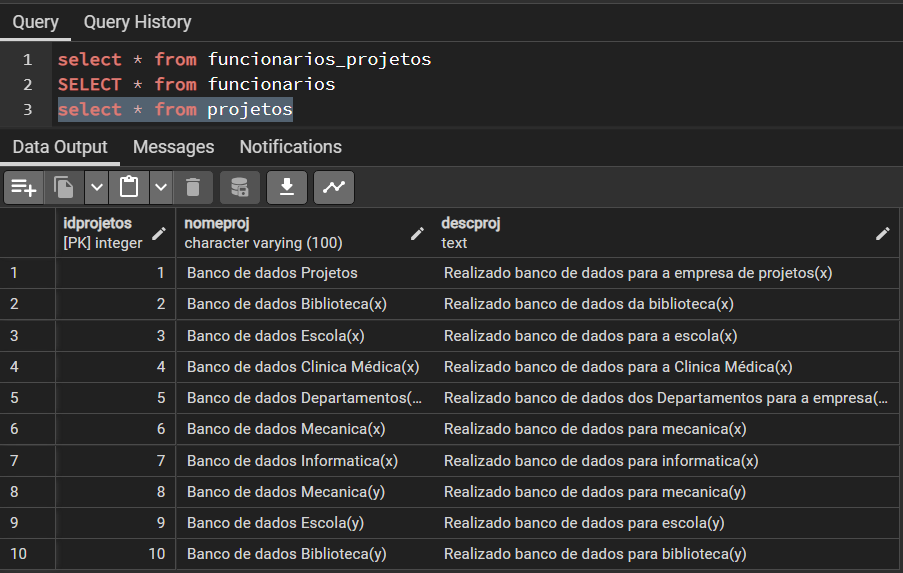 Query Query History
1 select * from funcionarios_projetos
2 SELECT * from funcionarios
3 select * from projetos
Data Output Messages Notifications
idprojetos nomeproj descproj
[PK] integer character varying (100) text
1 1 Banco de dados Projetos Realizado banco de dados para a empresa de projetos(x)
2 2 Banco de dados Biblioteca(x) Realizado banco de dados da biblioteca(x)
3 3 Banco de dados Escola(x) Realizado banco de dados para a escola(x)
4 4 Banco de dados Clinica Médica(x) Realizado banco de dados para a Clinica Médica(x)
5 5 Banco de dados Departamentos(... Realizado banco de dados dos Departamentos para a empresa(...
6 6 Banco de dados Mecanica(x) Realizado banco de dados para mecanica(x)
7 7 Banco de dados Informatica(x) Realizado banco de dados para informatica(x)
8 8 Banco de dados Mecanica(y) Realizado banco de dados para mecanica(y)
9 9 Banco de dados Escola(y) Realizado banco de dados para escola(y)
10 10 Banco de dados Biblioteca(y) Realizado banco de dados para biblioteca(y)